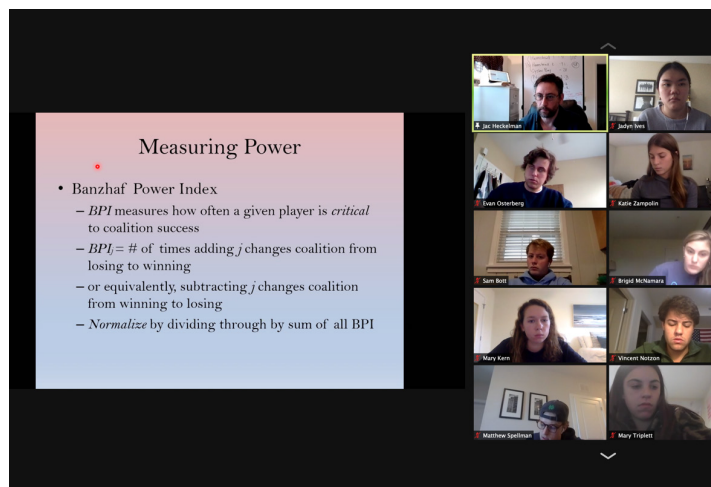 Measuring Power
• Banzhaf Power Index
– BPI measures how often a given player is critical
to coalition success
– BPIj = # of times adding j changes coalition from
losing to winning
– or equivalently, subtracting j changes coalition
from winning to losing
– Normalize by dividing through by sum of all BPI
Jac Heckelman
Jadyn Ives
Evan Osterberg
Katie Zampolin
Sam Bott
Brigid McNamara
Mary Kern
Vincent Notzon
Matthew Spellman
Mary Triplett